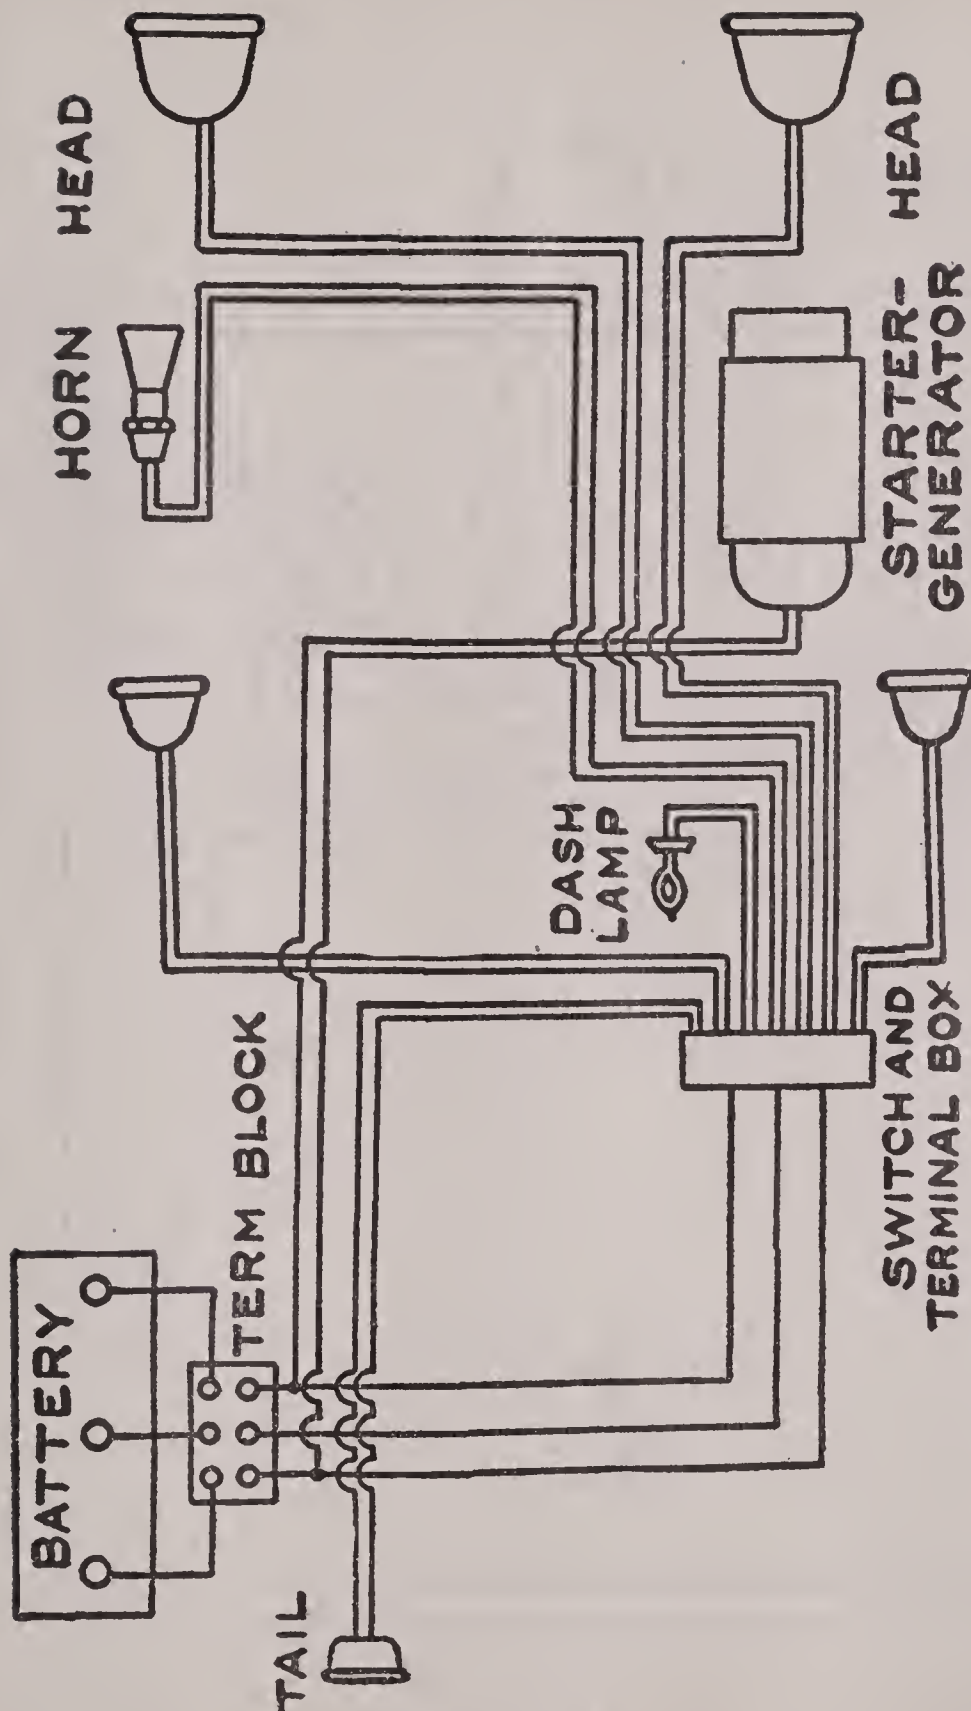 HEAD
HORN
HEAD
STARTER-
GENERATOR
DASH
LAMP
TERM BLOCK
SWITCH AND
TERMINAL BOX
BATTERY
TAIL